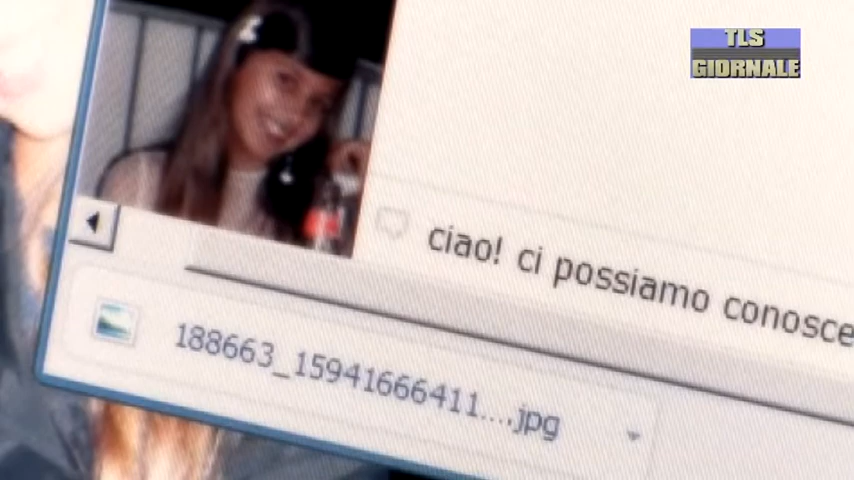 TLS
GIORNALE
ciao! ci possiamo conosce
188663_15941666411....jpg